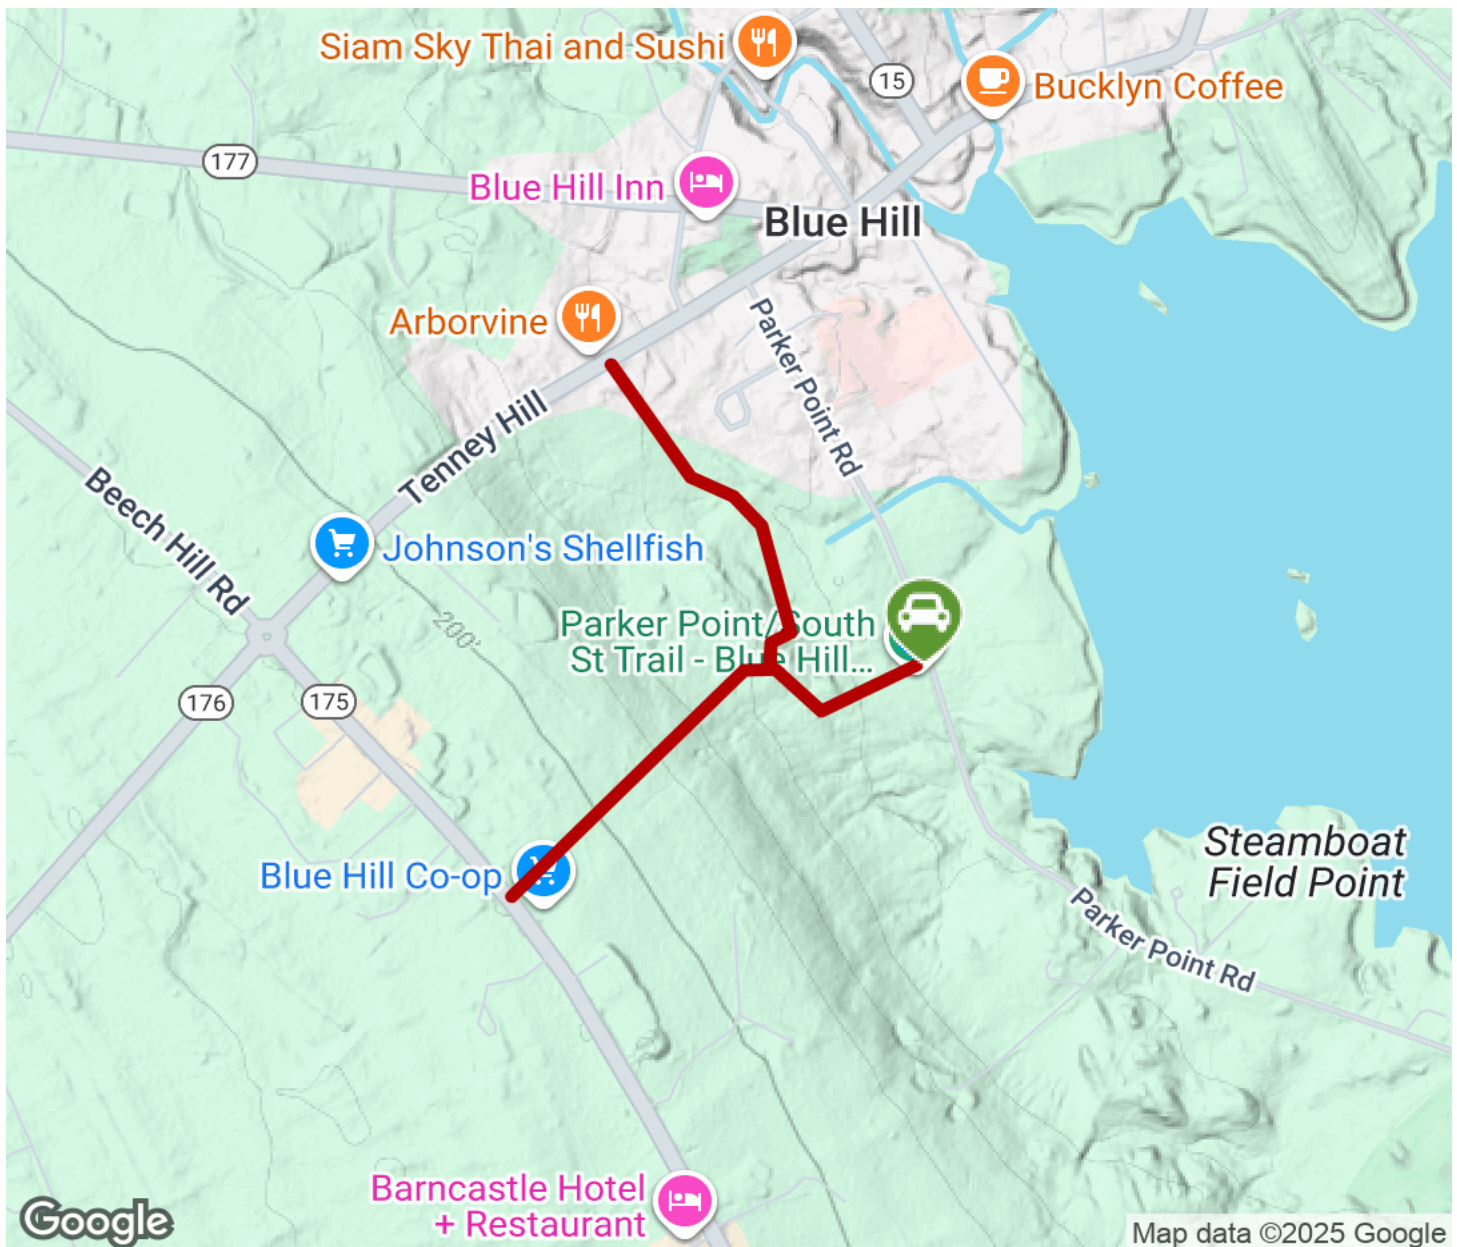 Siam Sky Thai and Sushi
15
Bucklyn Coffee
177
Blue Hill Inn
Blue Hill
Arborvine
Parker Point Rd
Tenney Hill
Beech Hill Rd
Johnson's Shellfish
200'
Parker Point/South
St Trail - Blue Hill...
176
175
Steamboat
Field Point
Blue Hill Co-op
Parker Point Rd
Barncastle Hotel
+ Restaurant
Google
Map data ©2025 Google